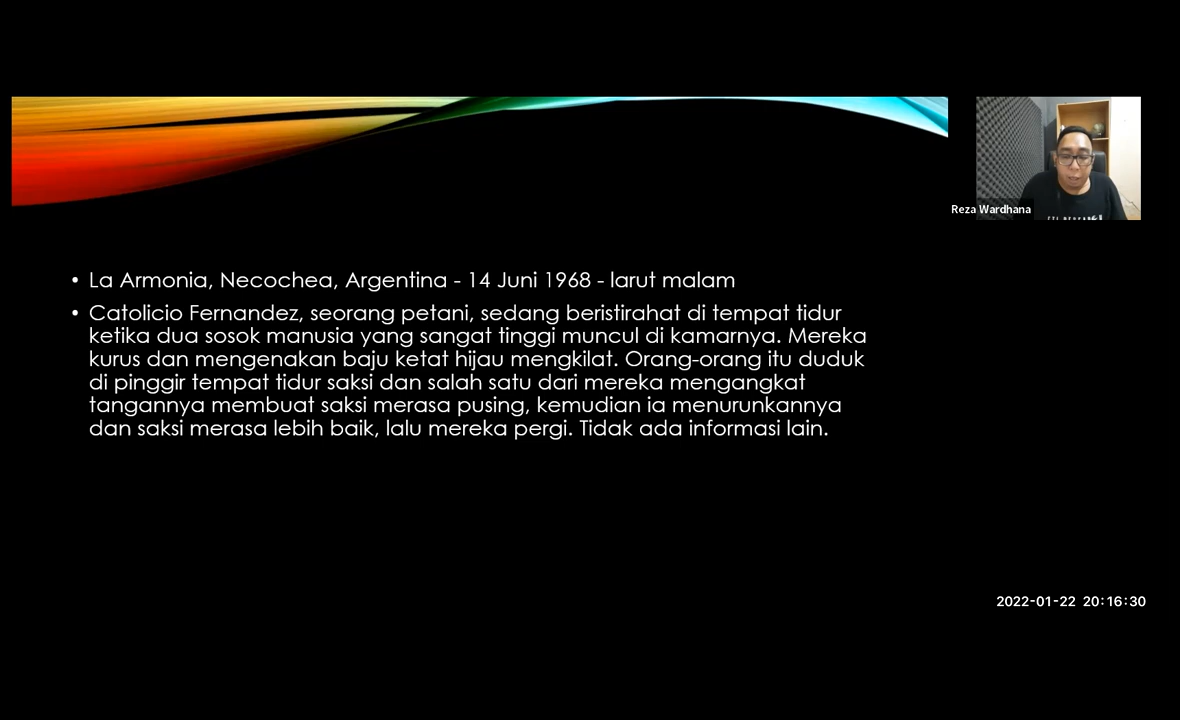 Reza Wardhana
• La Armonia, Necochea, Argentina - 14 Juni 1968 - larut malam
• Catolicio Fernandez, seorang petani, sedang beristirahat di tempat tidur
ketika dua sosok manusia yang sangat tinggi muncul di kamarnya. Mereka
kurus dan mengenakan baju ketat hijau mengkilat. Orang-orang itu duduk
di pinggir tempat tidur saksi dan salah satu dari mereka mengangkat
tangannya membuat saksi merasa pusing, kemudian ia menurunkannya
dan saksi merasa lebih baik, lalu mereka pergi. Tidak ada informasi lain.
2022-01-22 20:16:30